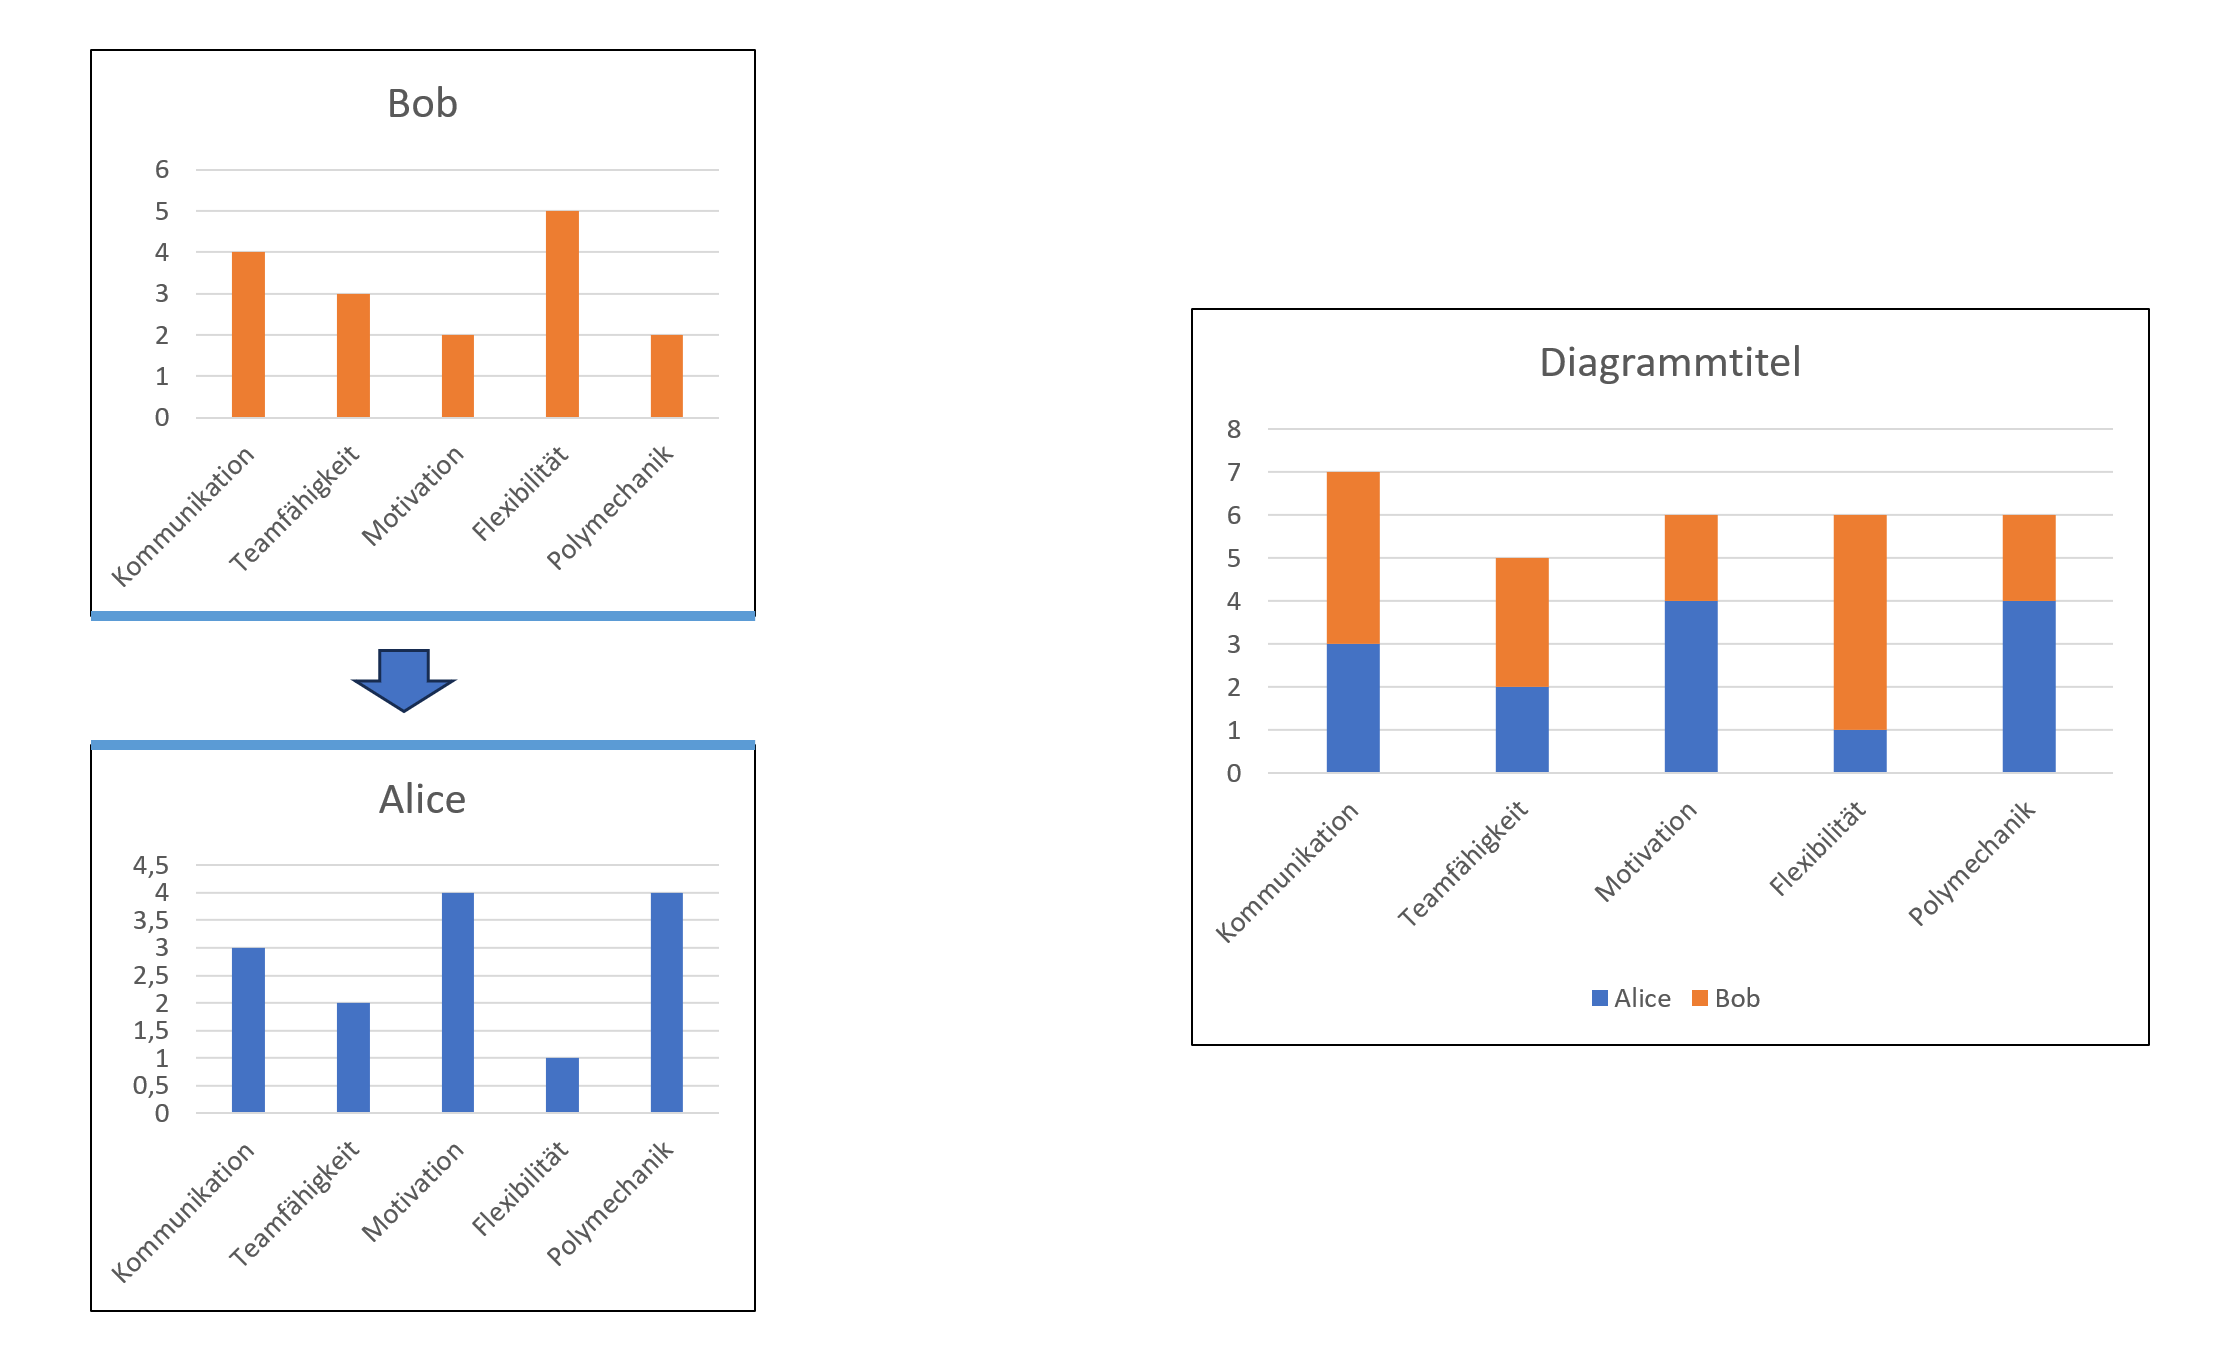 Bob
6
5
4
3
2
1
0
Kommunikation
Teamfähigkeit
Motivation
Flexibilität
Polymechanik
Alice
4,5
4
3,5
3
2,5
2
1,5
1
0,5
0
Kommunikation
Teamfähigkeit
Motivation
Flexibilität
Polymechanik
Diagrammtitel
8
7
6
5
4
3
2
1
0
Kommunikation
Teamfähigkeit
Motivation
Flexibilität
Polymechanik
Alice Bob